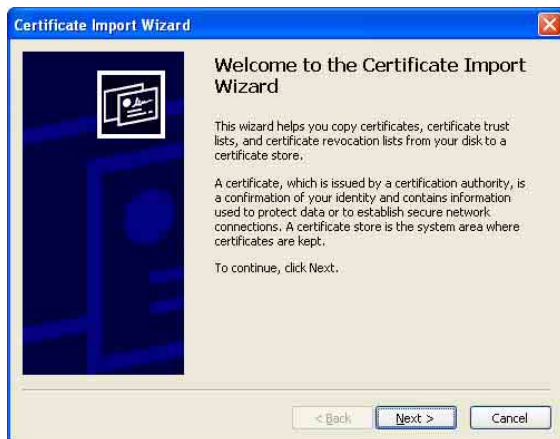 Certificate Import Wizard
Welcome to the Certificate Import
Wizard
This wizard helps you copy certificates, certificate trust
lists, and certificate revocation lists from your disk to a
certificate store.
A certificate, which is issued by a certification authority, is
a confirmation of your identity and contains information
used to protect data or to establish secure network
connections. A certificate store is the system area where
certificates are kept.
To continue, click Next.
< Back Next > Cancel